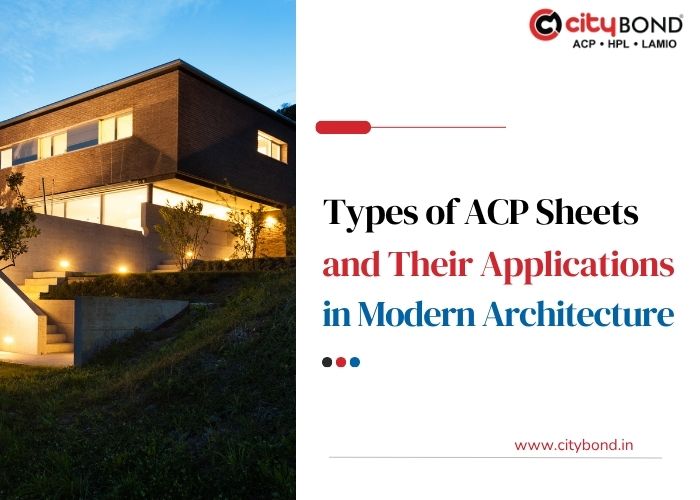 cityBOND®
ACP • HPL • LAMIO
Types of ACP Sheets
and Their Applications
in Modern Architecture
www.citybond.in